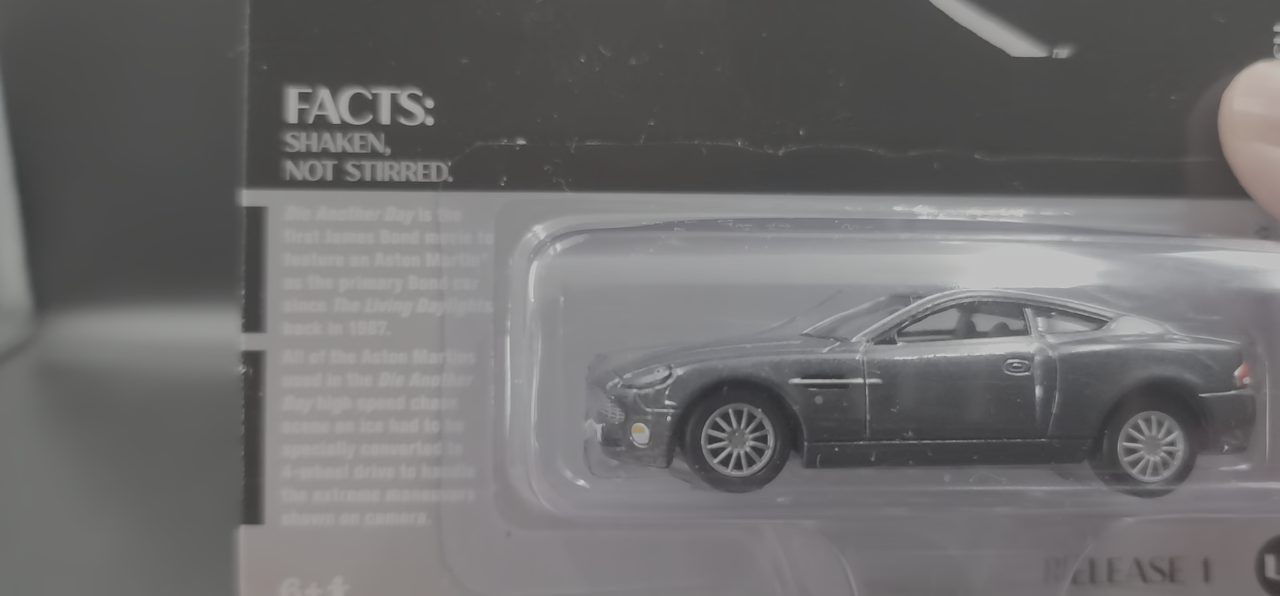 FACTS:
SHAKEN,
NOT STIRRED.
Die Another Day is the
first James Bond movie to
feature an Aston Martin®
as the primary Bond car
since The Living Daylights
back in 1987.
All of the Aston Martins
used in the Die Another
Day high speed chase
scene on ice had to be
specially converted to
4-wheel drive to handle
the extreme maneuvers
shown on camera.
RELEASE 1